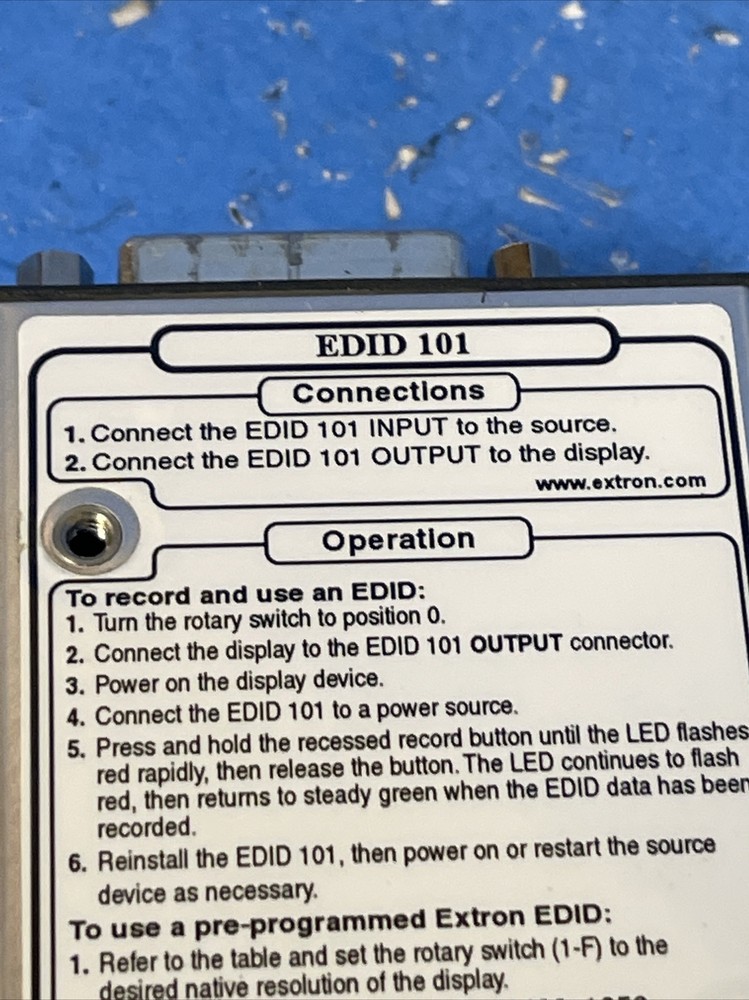 EDID 101
Connections
1. Connect the EDID 101 INPUT to the source.
2. Connect the EDID 101 OUTPUT to the display.
www.extron.com
Operation
To record and use an EDID:
1. Turn the rotary switch to position 0.
2. Connect the display to the EDID 101 OUTPUT connector.
3. Power on the display device.
4. Connect the EDID 101 to a power source.
5. Press and hold the recessed record button until the LED flashes
red rapidly, then release the button. The LED continues to flash
red, then returns to steady green when the EDID data has been
recorded.
6. Reinstall the EDID 101, then power on or restart the source
device as necessary.
To use a pre-programmed Extron EDID:
1. Refer to the table and set the rotary switch (1-F) to the
desired native resolution of the display.